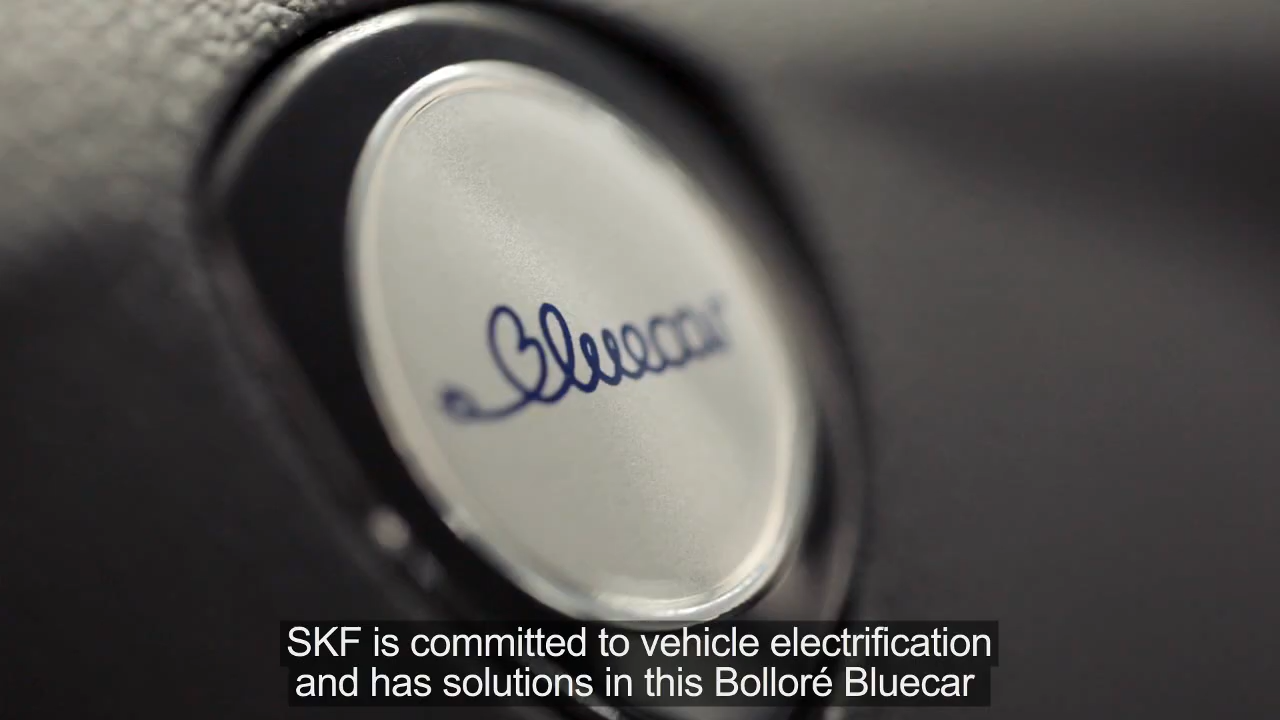 Bluecar
SKF is committed to vehicle electrification
and has solutions in this Bolloré Bluecar